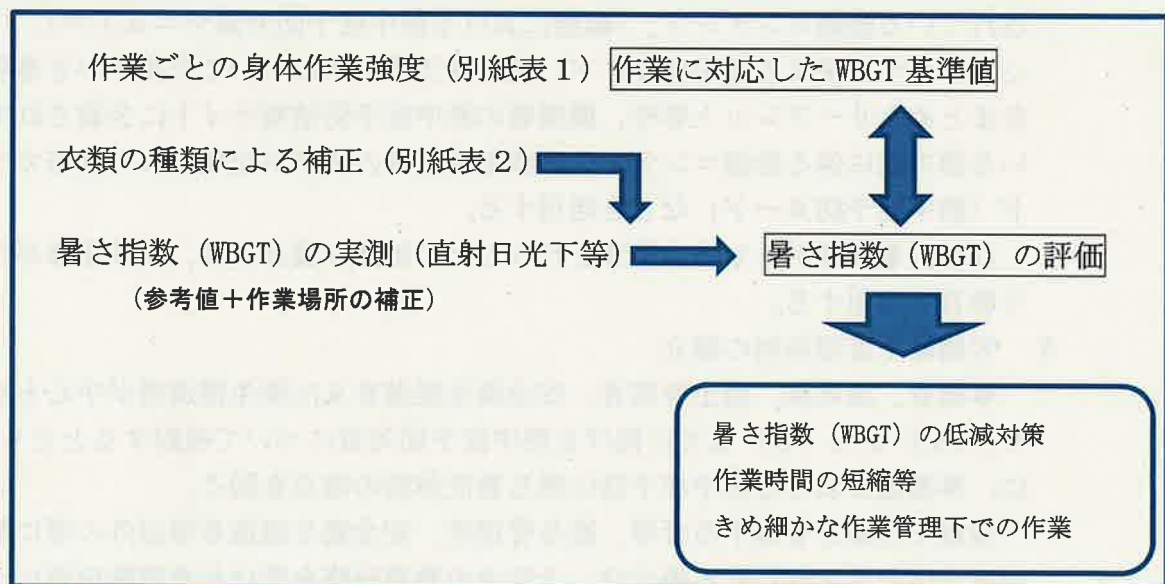 作業ごとの身体作業強度（別紙表１）作業に対応した WBGT 基準値
衣類の種類による補正（別紙表２）
暑さ指数（WBGT）の実測（直射日光下等）
暑さ指数（WBGT）の評価
（参考値＋作業場所の補正）
暑さ指数（WBGT）の低減対策
作業時間の短縮等
きめ細かな作業管理下での作業